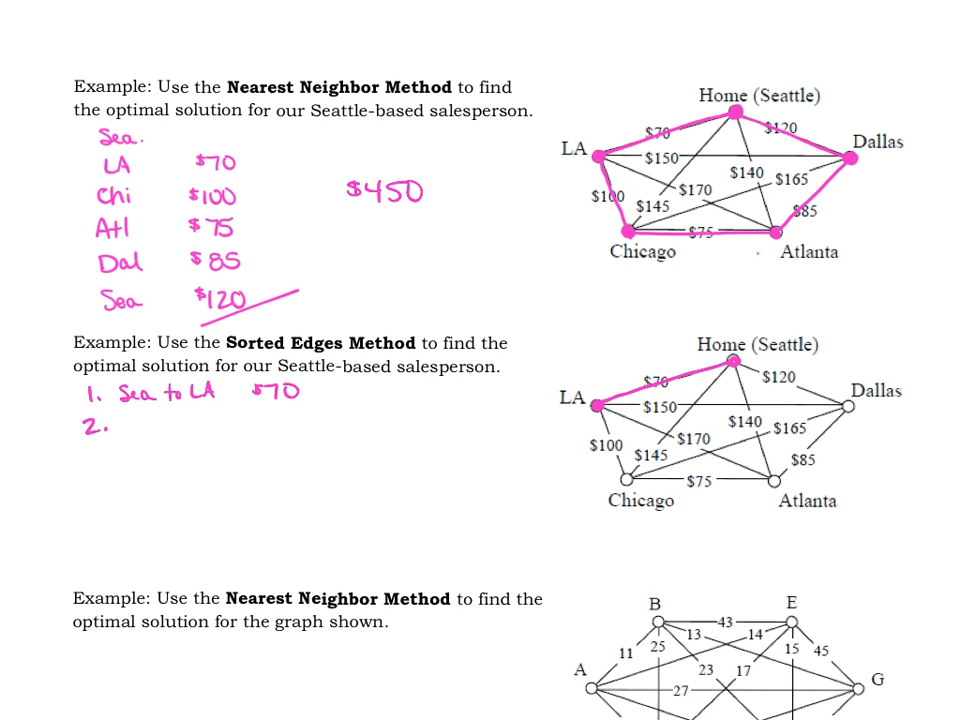 Example: Use the Nearest Neighbor Method to find
the optimal solution for our Seattle-based salesperson.
Sea.
LA $70
Chi $100
Atl $75
Dal $85
Sea $120
$450
Home (Seattle)
LA
$70
$120
Dallas
$150
$140
$165
$100
$170
$145
$85
$75
Chicago
Atlanta
Example: Use the Sorted Edges Method to find the
optimal solution for our Seattle-based salesperson.
1. Sea to LA $70
2.
Home (Seattle)
LA
$70
$120
Dallas
$150
$140
$165
$100
$170
$145
$85
$75
Chicago
Atlanta
Example: Use the Nearest Neighbor Method to find the
optimal solution for the graph shown.
B
E
43
13
14
11
25
15
45
A
23
17
G
27